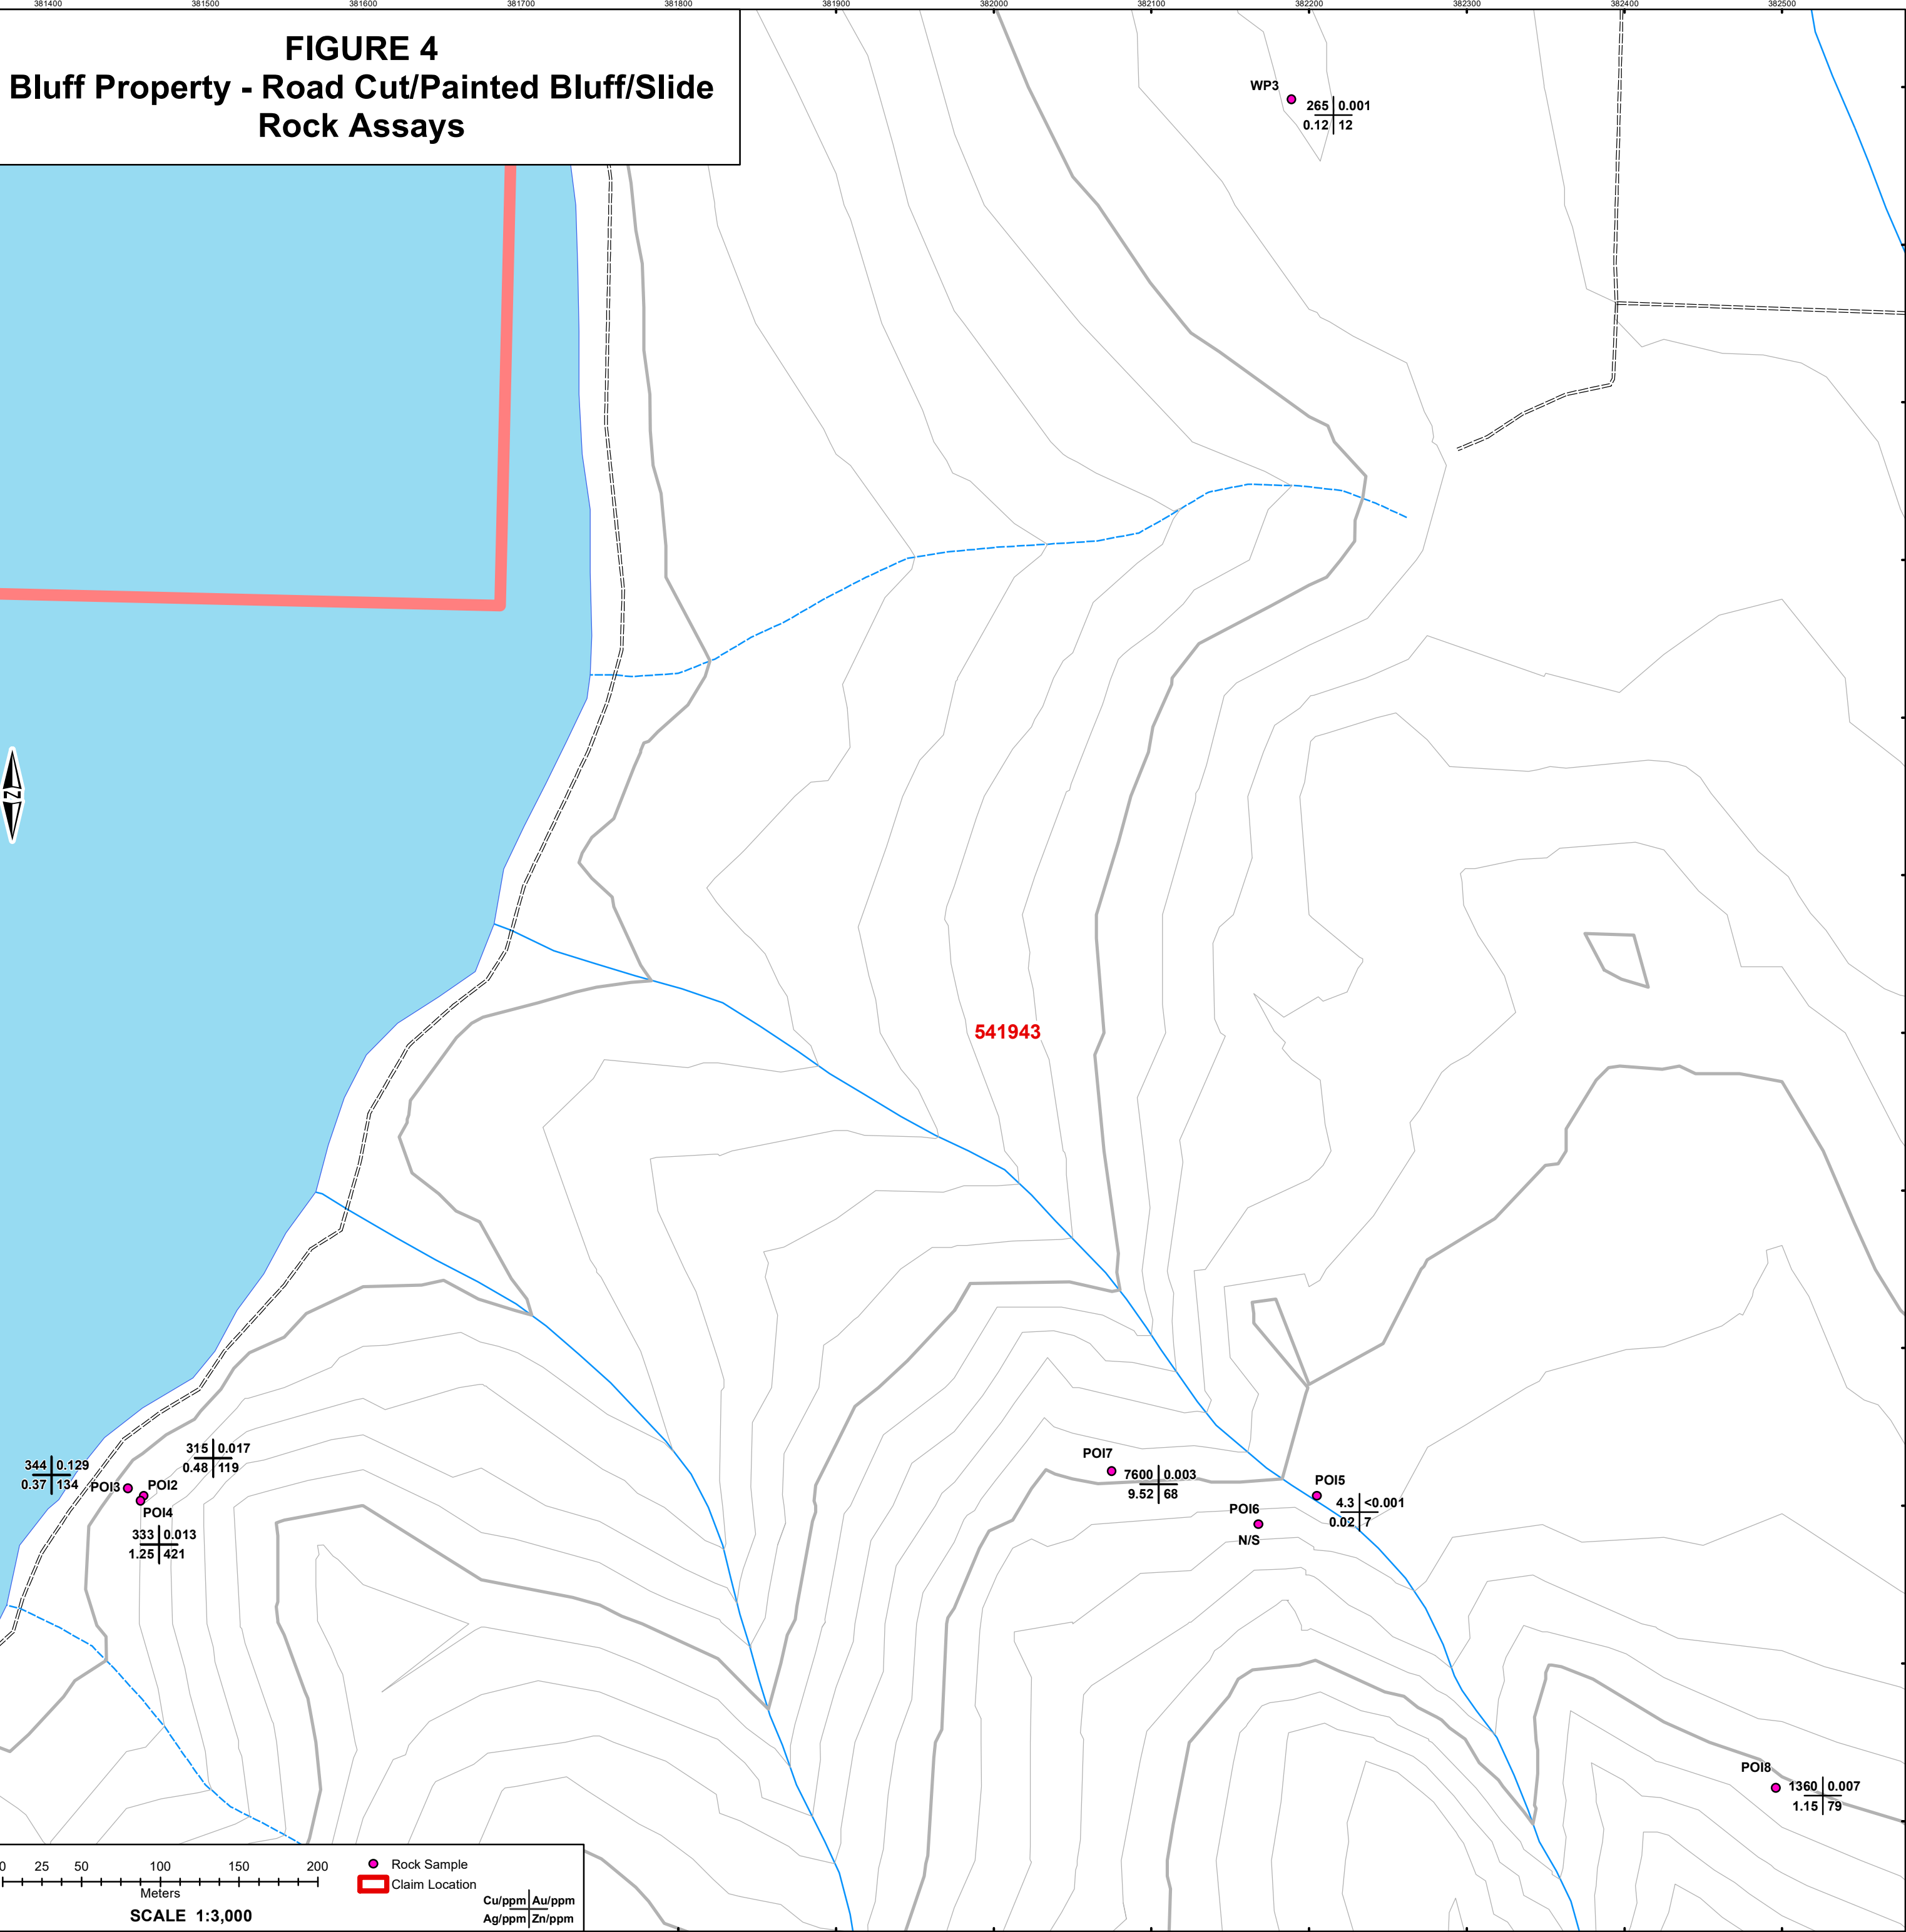 381400 381500 381600 381700 381800 381900 382000 382100 382200 382300 382400 382500
FIGURE 4
Bluff Property - Road Cut/Painted Bluff/Slide
Rock Assays
WP3
265 0.001
0.12 12
N
541943
315 0.017
0.48 119
344 0.129
0.37 134
POI3
POI2
POI4
333 0.013
1.25 421
POI7
7600 0.003
9.52 68
POI5
4.3 <0.001
0.02 7
POI6
N/S
POI8
1360 0.007
1.15 79
0 25 50 100 150 200
Meters
SCALE 1:3,000
Rock Sample
Claim Location
Cu/ppm Au/ppm
Ag/ppm Zn/ppm